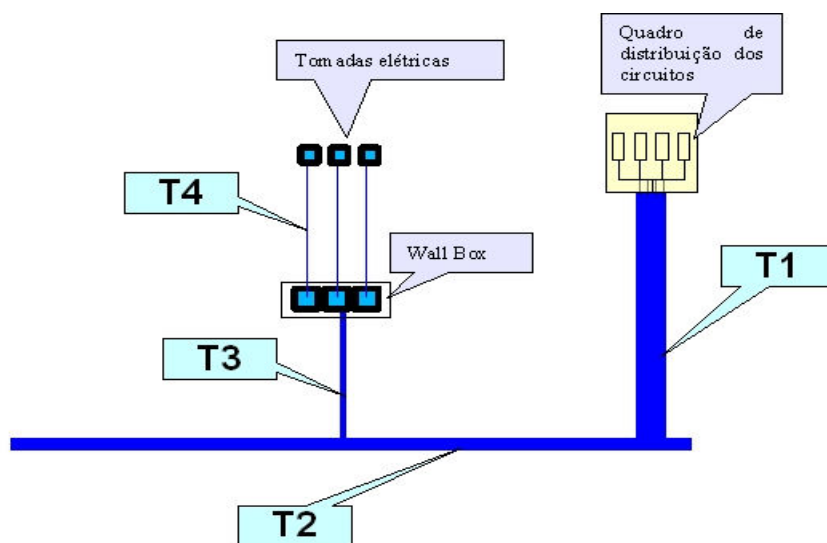 Tomadas elétricas
Quadro de
distribuição dos
circuitos
T4
Wall Box
T1
T3
T2